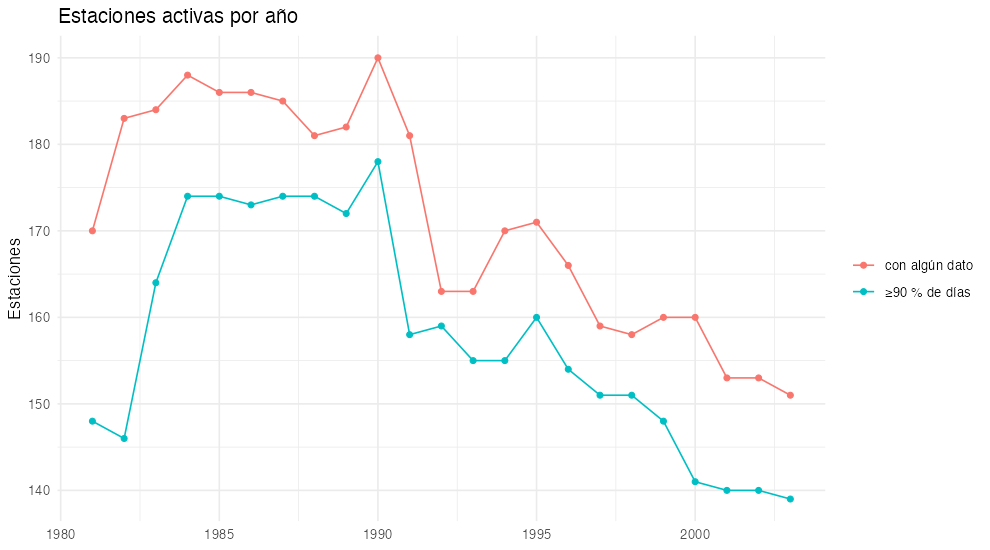 Estaciones activas por año
Estaciones
190
180
170
160
150
140
1980
1985
1990
1995
2000
con algún dato
≥90 % de días